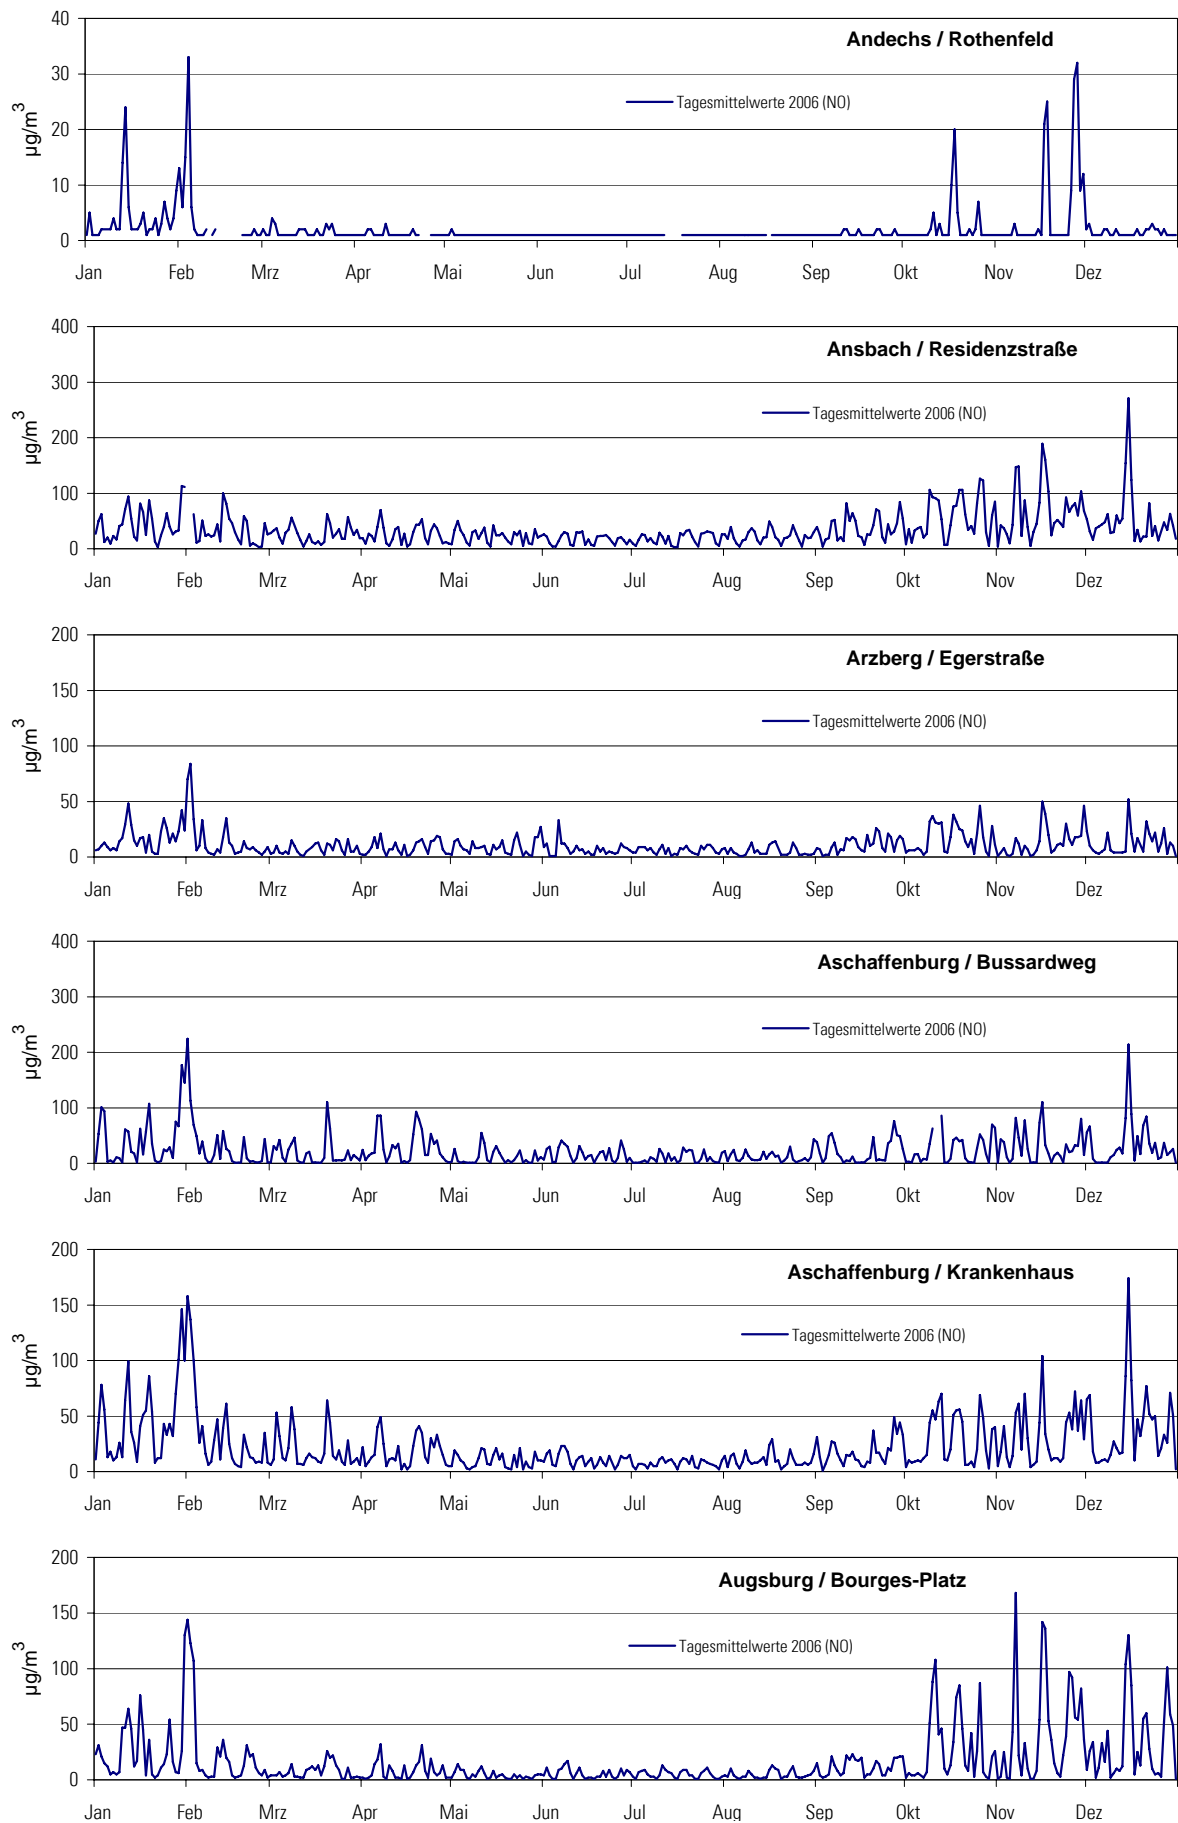 Andechs / Rothenfeld
Tagesmittelwerte 2006 (NO)
µg/m³
40
30
20
10
0
Jan Feb Mrz Apr Mai Jun Jul Aug Sep Okt Nov Dez
Ansbach / Residenzstraße
Tagesmittelwerte 2006 (NO)
µg/m³
400
300
200
100
0
Jan Feb Mrz Apr Mai Jun Jul Aug Sep Okt Nov Dez
Arzberg / Egerstraße
Tagesmittelwerte 2006 (NO)
µg/m³
200
150
100
50
0
Jan Feb Mrz Apr Mai Jun Jul Aug Sep Okt Nov Dez
Aschaffenburg / Bussardweg
Tagesmittelwerte 2006 (NO)
µg/m³
400
300
200
100
0
Jan Feb Mrz Apr Mai Jun Jul Aug Sep Okt Nov Dez
Aschaffenburg / Krankenhaus
Tagesmittelwerte 2006 (NO)
µg/m³
200
150
100
50
0
Jan Feb Mrz Apr Mai Jun Jul Aug Sep Okt Nov Dez
Augsburg / Bourges-Platz
Tagesmittelwerte 2006 (NO)
µg/m³
200
150
100
50
0
Jan Feb Mrz Apr Mai Jun Jul Aug Sep Okt Nov Dez